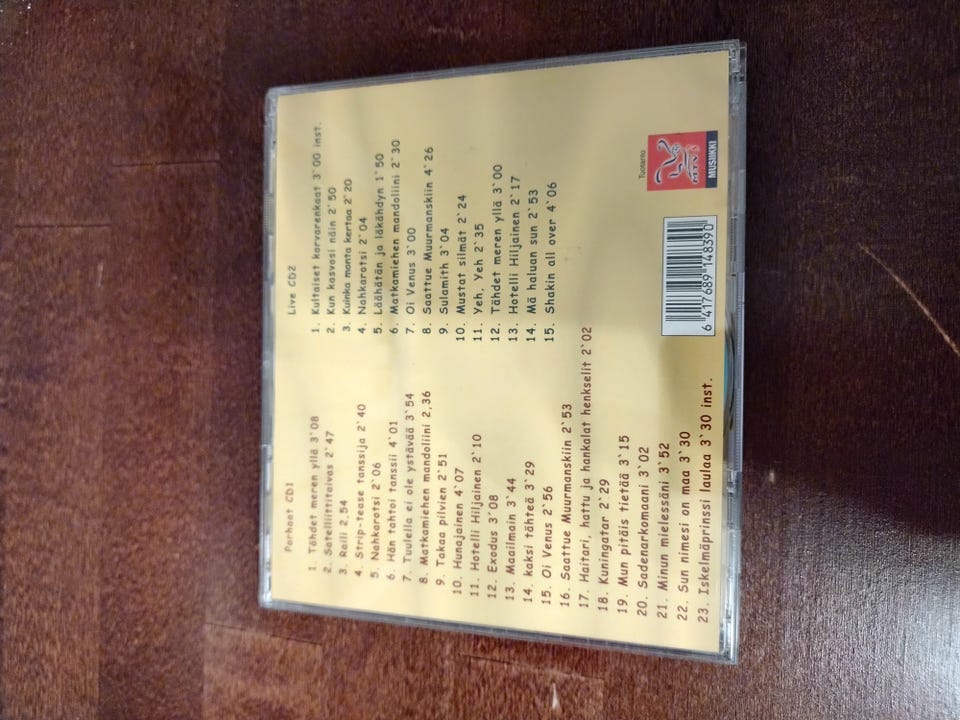 Parhaat CD1
1. Tähdet meren yllä 3`08
2. Satelliittitaivas 2`47
3. Raili 2,54
4. Strip-tease tanssija 2`40
5. Nahkarotsi 2`06
6. Hän tahtoi tanssii 4`01
7. Tuulella ei ole ystävää 3`54
8. Matkamiehen mandoliini 2,36
9. Takaa pilvien 2`51
10. Hunajainen 4`07
11. Hotelli Hiljainen 2`10
12. Exodus 3`08
13. Maailmain 3`44
14. kaksi tähteä 3`29
15. Oi Venus 2`56
16. Saattue Muurmanskiin 2`53
17. Haitari, hattu ja hankalat henkselit 2`02
18. Kuningatar 2`29
19. Mun pitäis tietää 3`15
20. Sadenarkomaani 3`02
21. Minun mielessäni 3`52
22. Sun nimesi on maa 3`30
23. Iskelmäprinssi laulaa 3`30 inst.
Live CD2
1. Kultaiset korvarenkaat 3`00 inst.
2. Kun kasvosi näin 2`50
3. Kuinka monta kertaa 2`20
4. Nahkarotsi 2`04
5. Läähätän ja läkähdyn 1`50
6. Matkamiehen mandoliini 2`30
7. Oi Venus 3`00
8. Saattue Muurmanskiin 4`26
9. Sulamith 3`04
10. Mustat silmät 2`24
11. Yeh, Yeh 2`35
12. Tähdet meren yllä 3`00
13. Hotelli Hiljainen 2`17
14. Mä haluan sun 2`53
15. Shakin all over 4`06
6 417689 148390
Tuotanto
MUSIIKKI